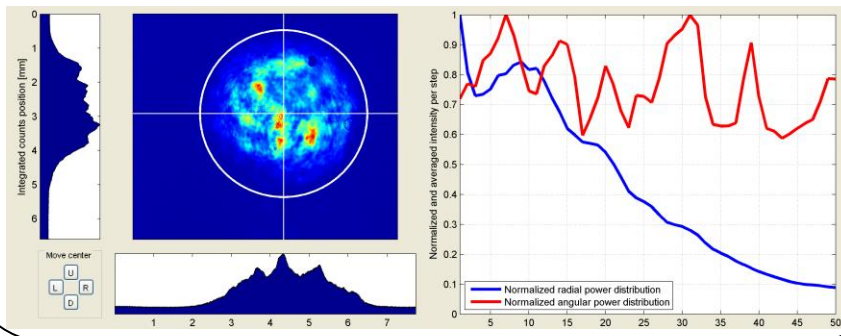 Integrated counts position [mm]
0
1
2
3
4
5
6
Move center
U
L
R
D
1 2 3 4 5 6 7
Normalized and averaged intensity per step
1
0.9
0.8
0.7
0.6
0.5
0.4
0.3
0.2
0.1
0
Normalized radial power distribution
Normalized angular power distribution
5 10 15 20 25 30 35 40 45 50